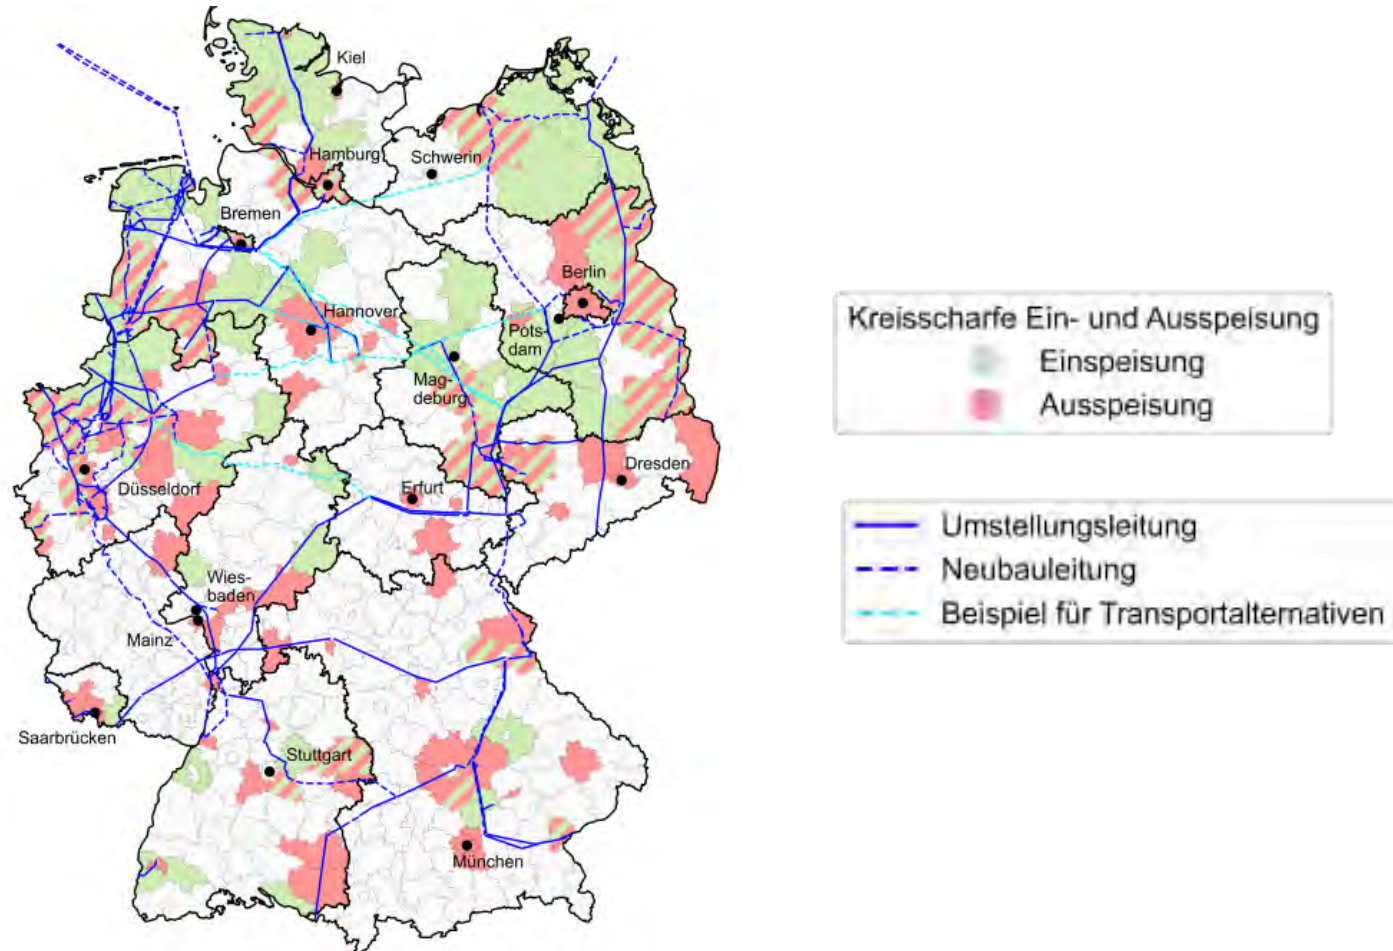 Kiel
Hamburg
Schwerin
Bremen
Berlin
Hannover
Pots-
dam
Mag-
deburg
Dresden
Düsseldorf
Erfurt
Wies-
baden
Mainz
Saarbrücken
Stuttgart
München
Kreisscharfe Ein- und Ausspeisung
Einspeisung
Ausspeisung
Umstellungsleitung
Neubauleitung
Beispiel für Transportalternativen